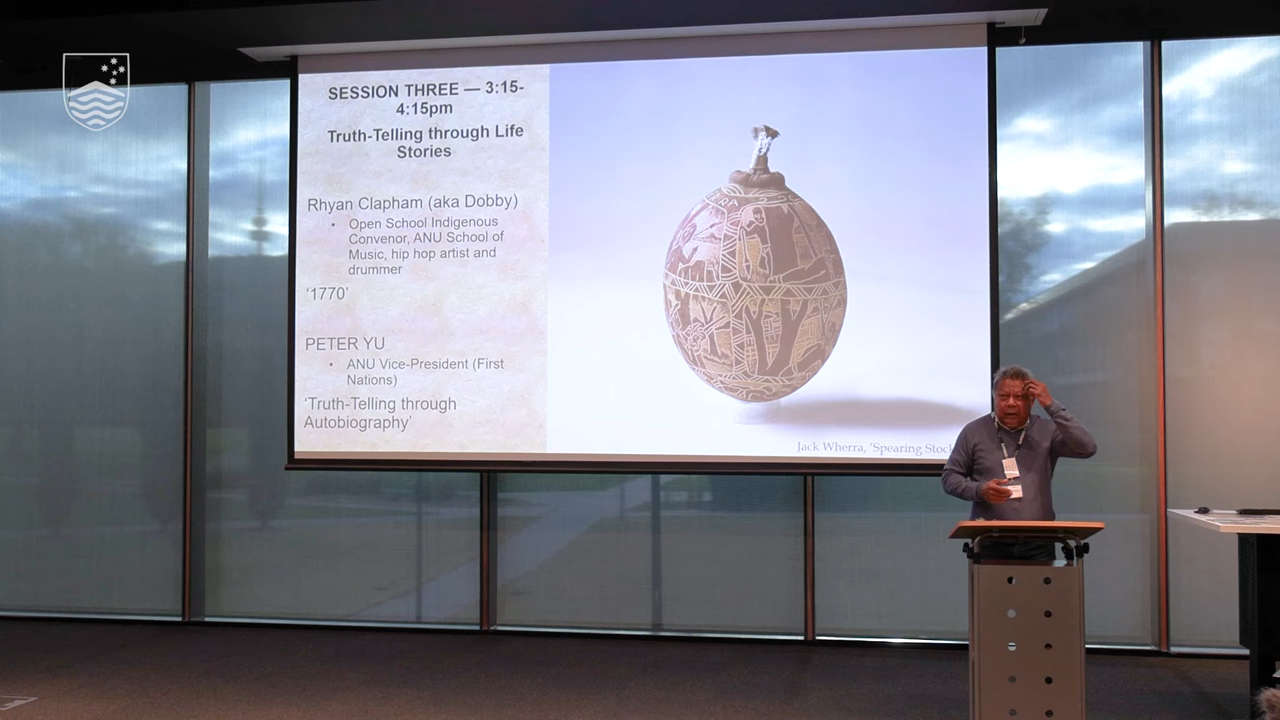 SESSION THREE — 3:15-
4:15pm
Truth-Telling through Life
Stories
Rhyan Clapham (aka Dobby)
• Open School Indigenous
Convenor, ANU School of
Music, hip hop artist and
drummer
‘1770’
PETER YU
• ANU Vice-President (First
Nations)
‘Truth-Telling through
Autobiography’
Jack Wherra, ‘Spearing